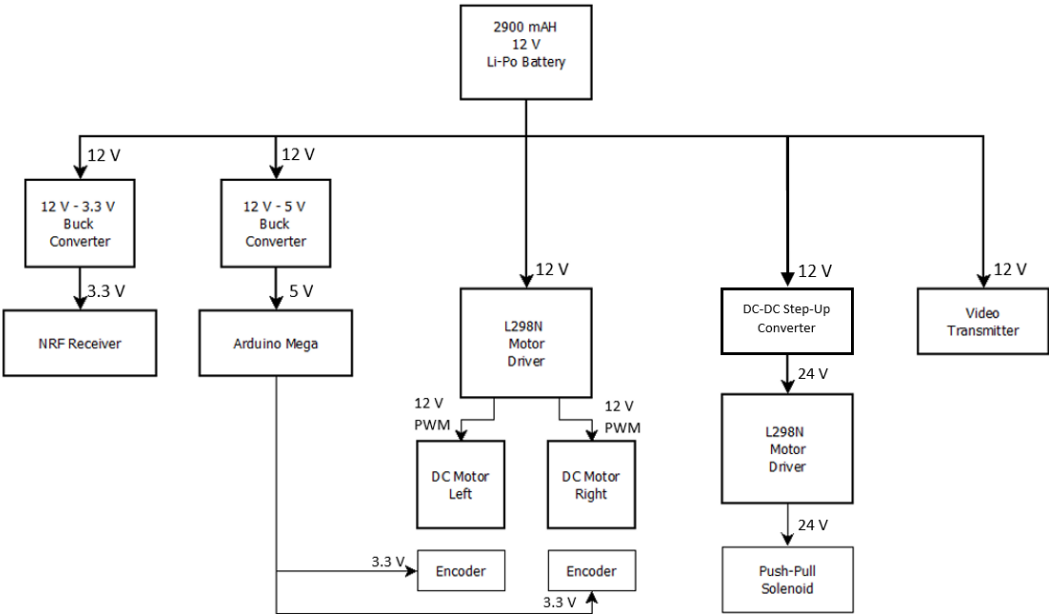 2900 mAH
12 V
Li-Po Battery
12 V
12 V
12 V - 3.3 V
Buck
Converter
12 V - 5 V
Buck
Converter
12 V
12 V
12 V
3.3 V
5 V
NRF Receiver
Arduino Mega
L298N
Motor
Driver
DC-DC Step-Up
Converter
Video
Transmitter
24 V
12 V
PWM
12 V
PWM
L298N
Motor
Driver
DC Motor
Left
DC Motor
Right
24 V
3.3 V
Encoder
Encoder
Push-Pull
Solenoid
3.3 V